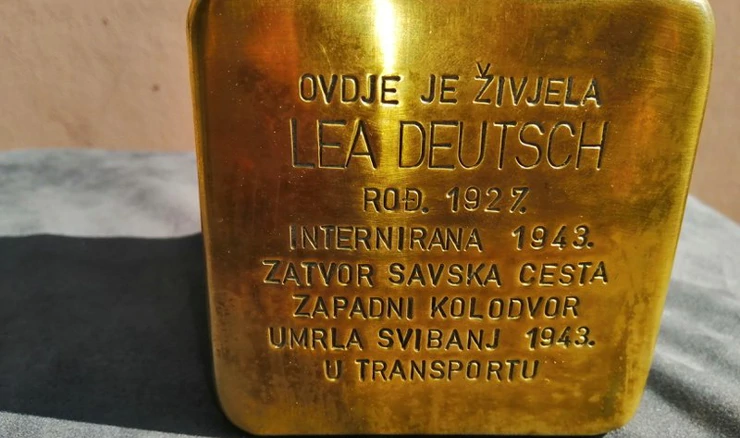 OVDJE JE ŽIVJELA
LEA DEUTSCH
ROĐ. 1927.
INTERNIRANA 1943.
ZATVOR SAVSKA CESTA
ZAPADNI KOLODVOR
UMRLA SVIBANJ 1943.
U TRANSPORTU